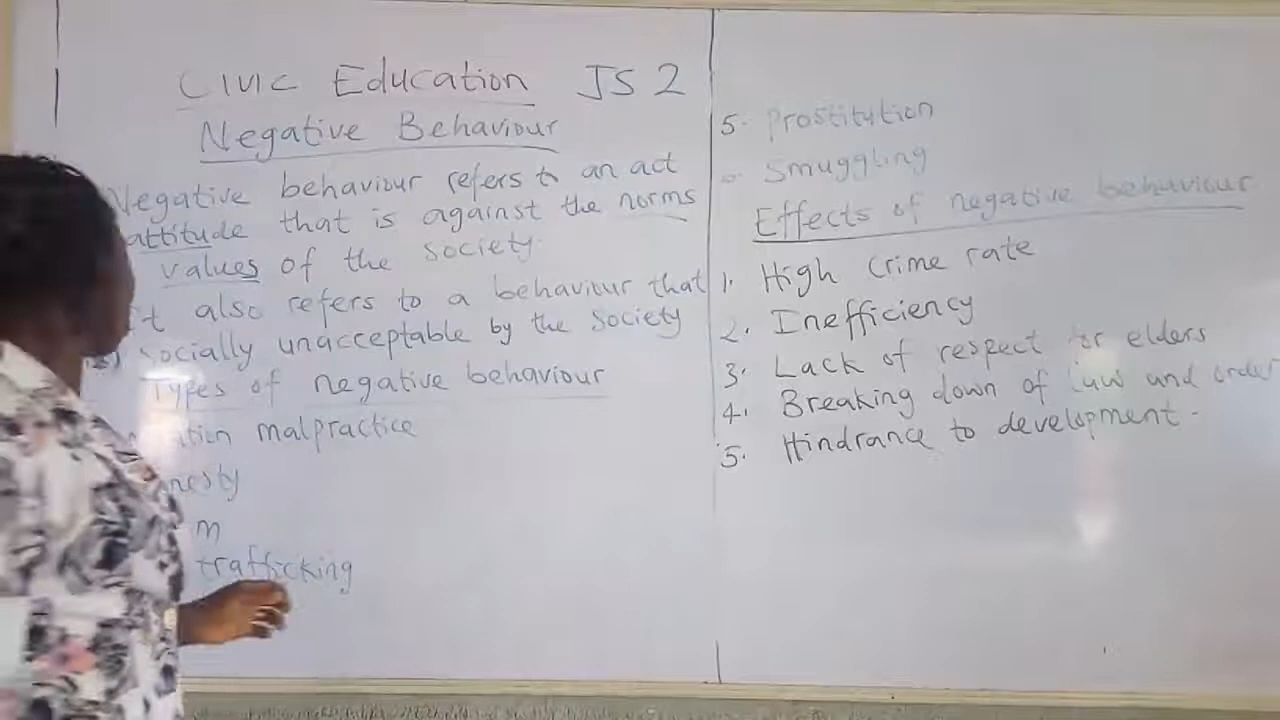 Civic Education JS 2
Negative Behaviour
Negative behaviour refers to an act
attitude that is against the norms
values of the society
also refers to a behaviour that
socially unacceptable by the society
Types of negative behaviour
malpractice
trafficking
5. Prostitution
Smuggling
Effects of negative behaviour
1. High crime rate
2. Inefficiency
3. Lack of respect for elders
4. Breaking down of law and order
5. Hindrance to development.